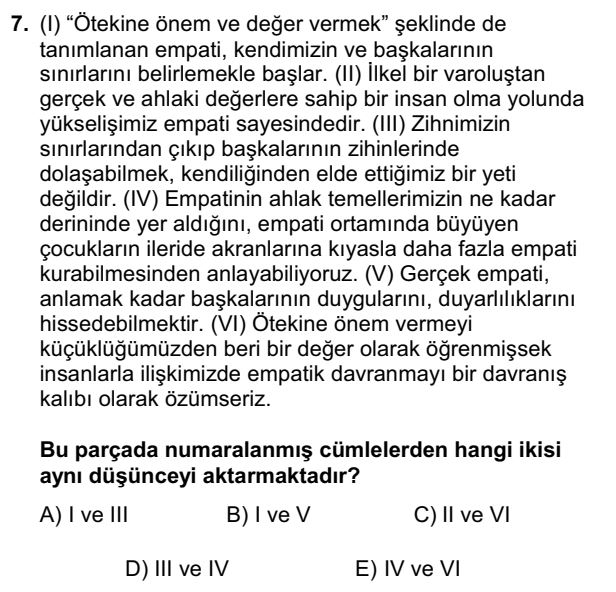 7. (I) “Ötekine önem ve değer vermek” şeklinde de
tanımlanan empati, kendimizin ve başkalarının
sınırlarını belirlemekle başlar. (II) İlkel bir varoluştan
gerçek ve ahlaki değerlere sahip bir insan olma yolunda
yükselişimiz empati sayesindedir. (III) Zihnimizin
sınırlarından çıkıp başkalarının zihinlerinde
dolaşabilmek, kendiliğinden elde ettiğimiz bir yeti
değildir. (IV) Empatinin ahlak temellerimizin ne kadar
derininde yer aldığını, empati ortamında büyüyen
çocukların ileride akranlarına kıyasla daha fazla empati
kurabilmesinden anlayabiliyoruz. (V) Gerçek empati,
anlamak kadar başkalarının duygularını, duyarlılıklarını
hissedebilmektir. (VI) Ötekine önem vermeyi
küçüklüğümüzden beri bir değer olarak öğrenmişsek
insanlarla ilişkimizde empatik davranmayı bir davranış
kalıbı olarak özümseriz.
Bu parçada numaralanmış cümlelerden hangi ikisi
aynı düşünceyi aktarmaktadır?
A) I ve III B) I ve V C) II ve VI
D) III ve IV E) IV ve VI